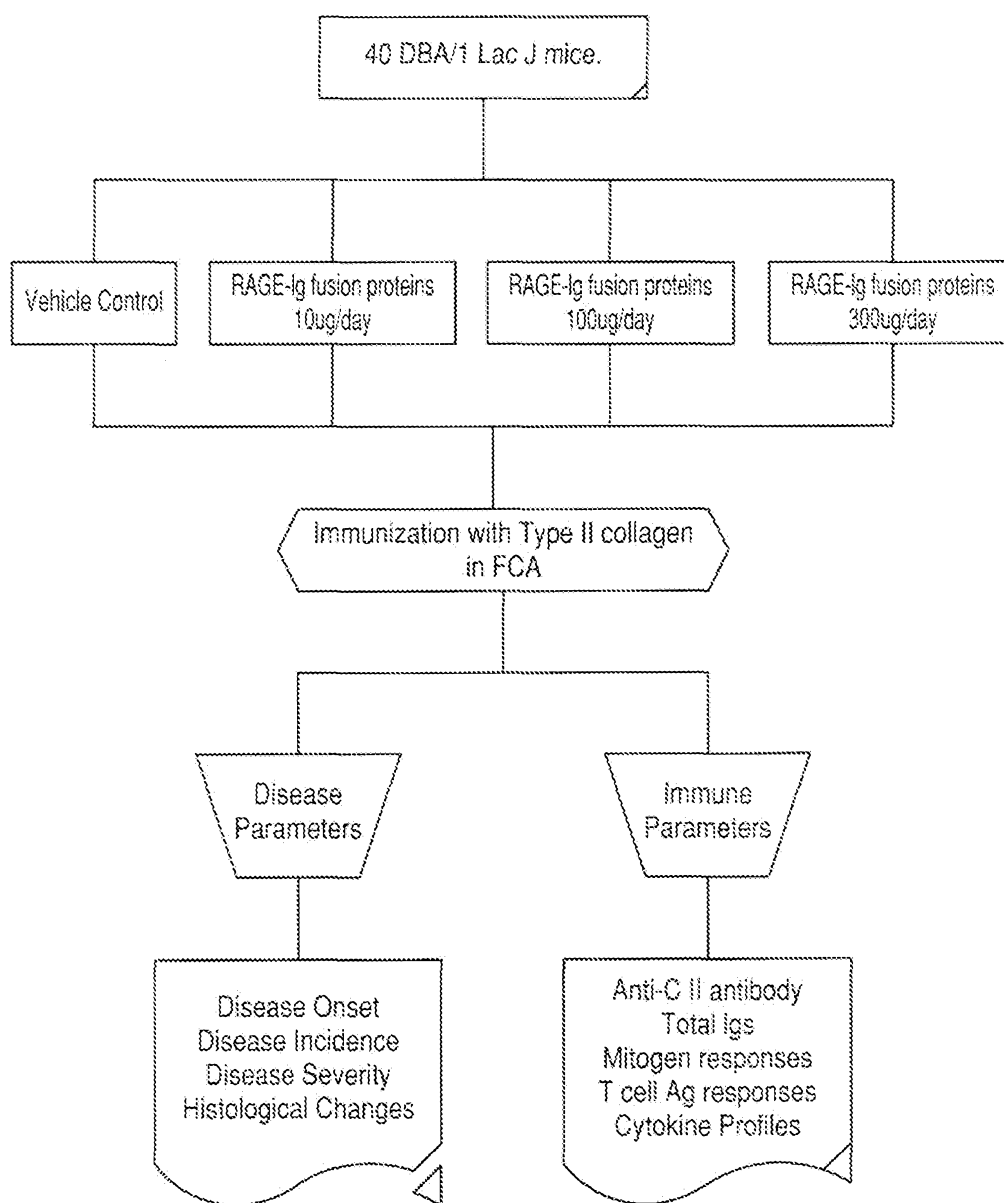 40 DBA/1 Lac J mice.
Vehicle Control
RAGE-Ig fusion proteins
10ug/day
RAGE-Ig fusion proteins
100ug/day
RAGE-Ig fusion proteins
300ug/day
Immunization with Type II collagen
in FCA
Disease
Parameters
Immune
Parameters
Disease Onset
Disease Incidence
Disease Severity
Histological Changes
Anti-C II antibody
Total Igs
Mitogen responses
T cell Ag responses
Cytokine Profiles